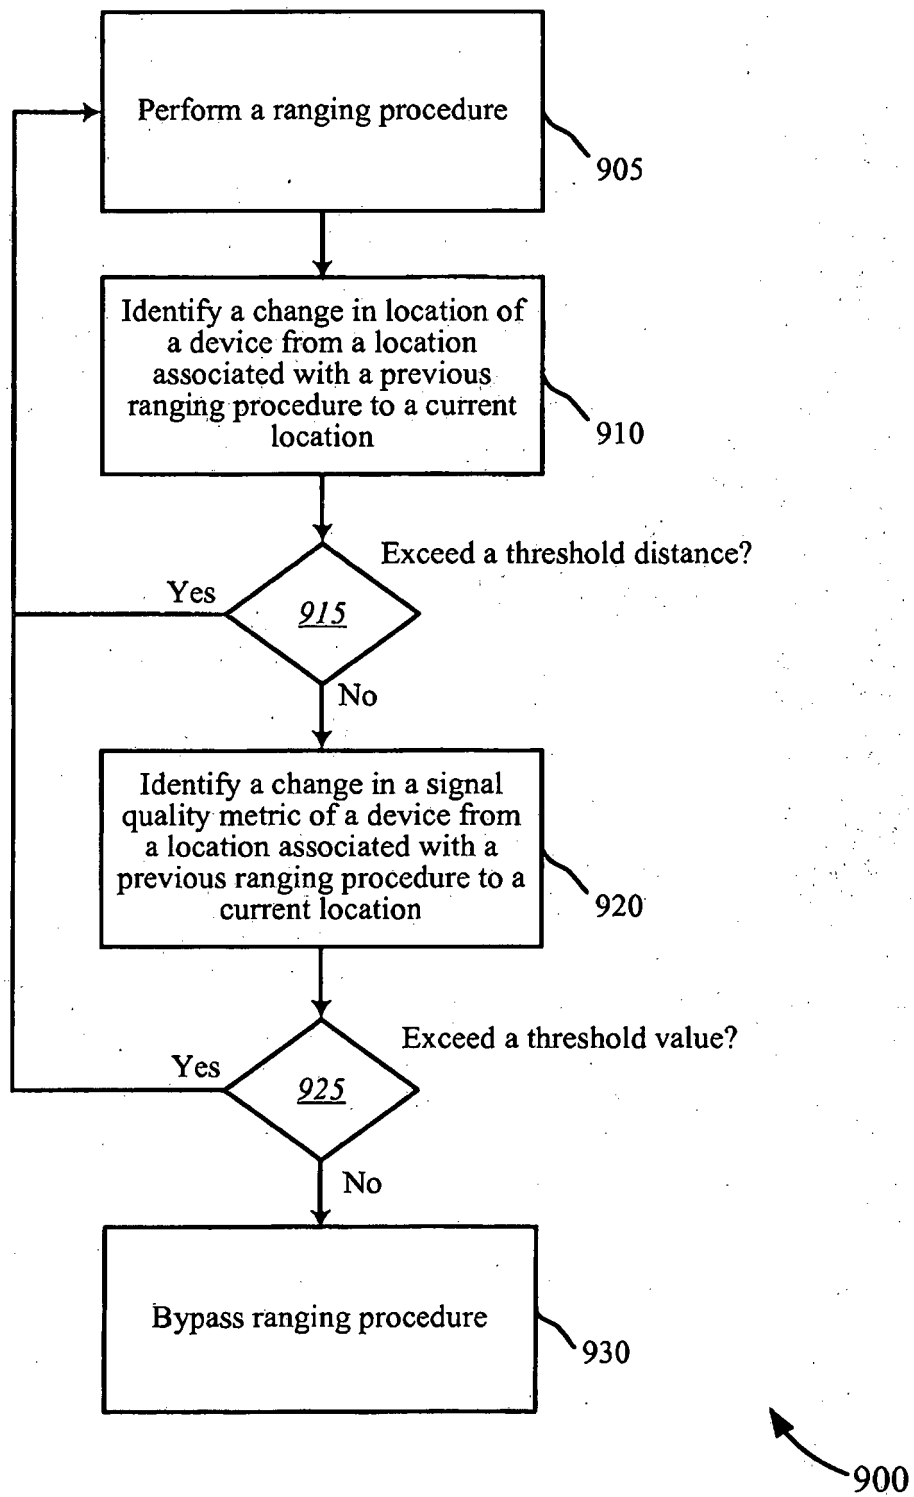 Perform a ranging procedure
905
Identify a change in location of
a device from a location
associated with a previous
ranging procedure to a current
location
910
Exceed a threshold distance?
Yes
915
No
Identify a change in a signal
quality metric of a device from
a location associated with a
previous ranging procedure to a
current location
920
Exceed a threshold value?
Yes
925
No
Bypass ranging procedure
930
900